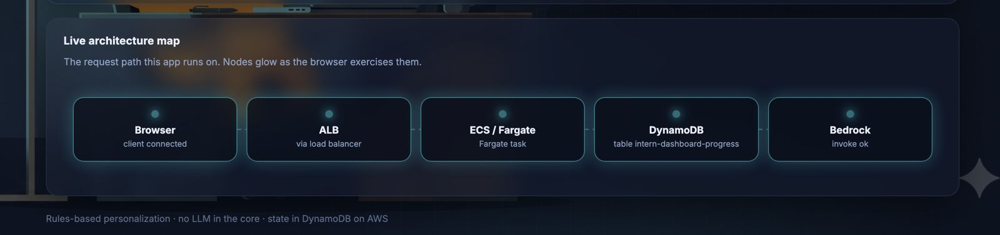 Live architecture map
The request path this app runs on. Nodes glow as the browser exercises them.
Browser
client connected
ALB
via load balancer
ECS / Fargate
Fargate task
DynamoDB
table intern-dashboard-progress
Bedrock
invoke ok
Rules-based personalization · no LLM in the core · state in DynamoDB on AWS